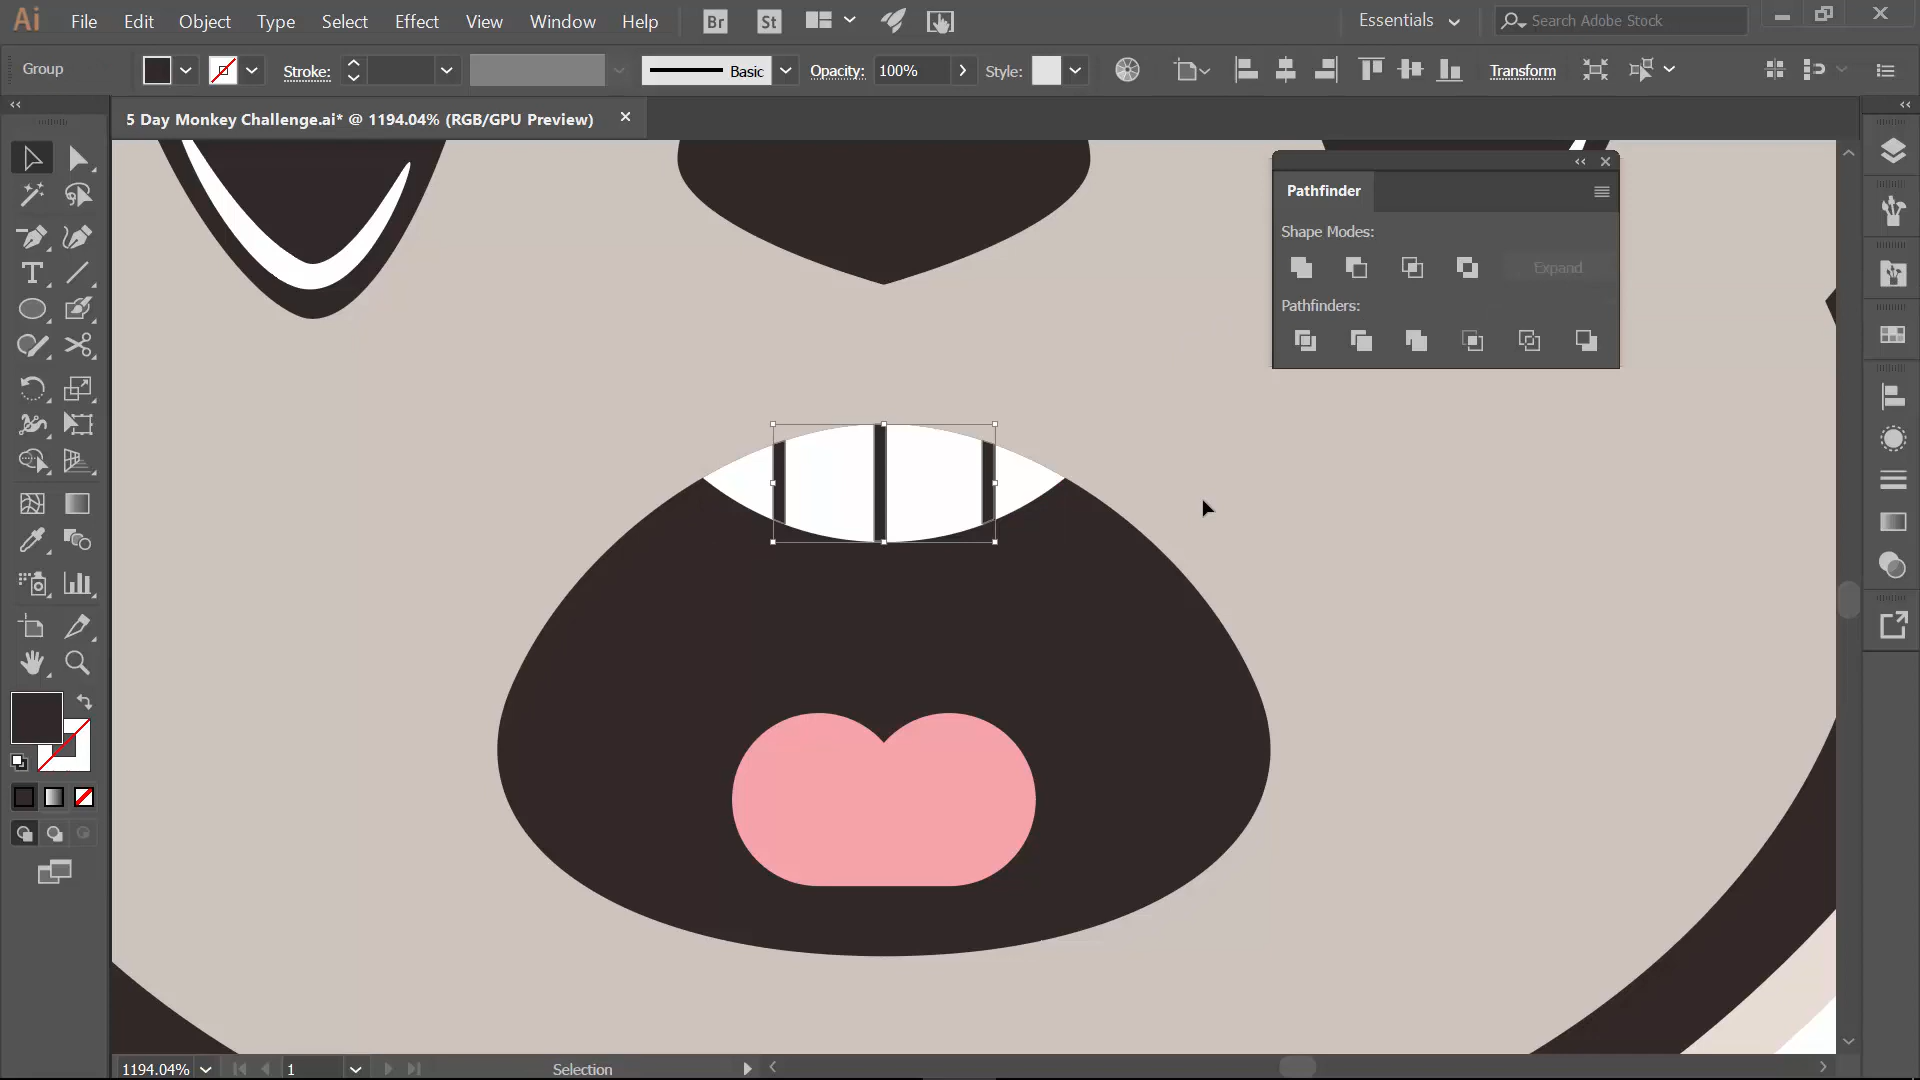 Ai File Edit Object Type Select Effect View Window Help Br St Essentials Search Adobe Stock
Group Stroke: Basic Opacity: 100% Style: Transform
5 Day Monkey Challenge.ai* @ 1194.04% (RGB/GPU Preview)
Pathfinder
Shape Modes:
Expand
Pathfinders:
1194.04% 1 Selection